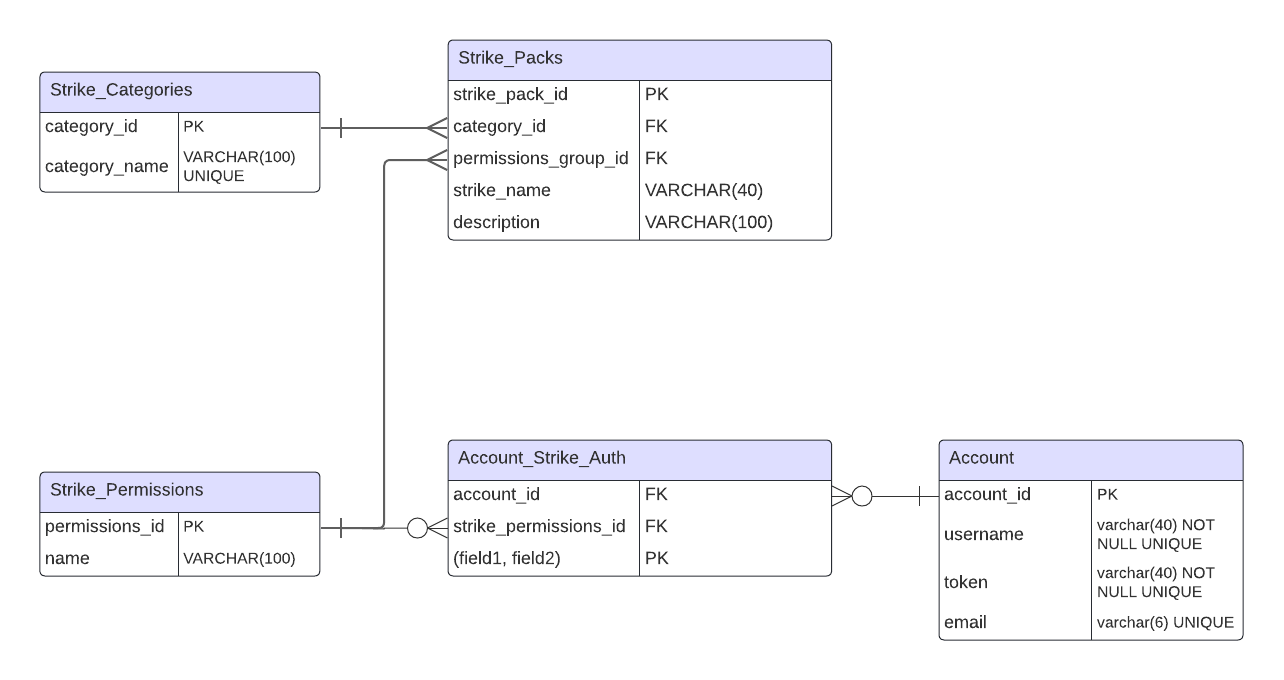 Strike_Categories
category_id PK
category_name VARCHAR(100)
UNIQUE
Strike_Packs
strike_pack_id PK
category_id FK
permissions_group_id FK
strike_name VARCHAR(40)
description VARCHAR(100)
Strike_Permissions
permissions_id PK
name VARCHAR(100)
Account_Strike_Auth
account_id FK
strike_permissions_id FK
(field1, field2) PK
Account
account_id PK
username varchar(40) NOT
NULL UNIQUE
token varchar(40) NOT
NULL UNIQUE
email varchar(6) UNIQUE